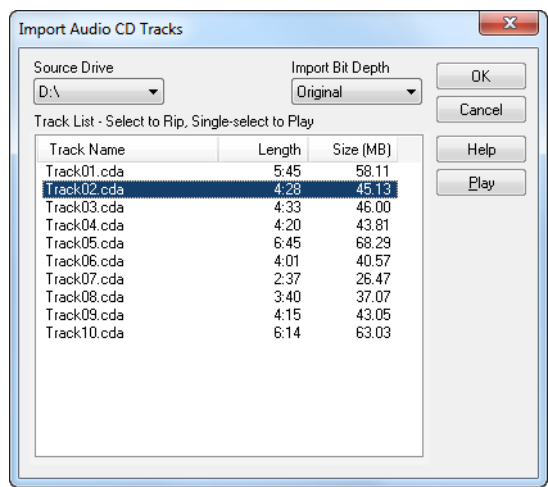 Import Audio CD Tracks
Source Drive
Import Bit Depth
D:\
Original
OK
Cancel
Track List - Select to Rip, Single-select to Play
Track Name Length Size (MB)
Help
Play
Track01.cda 5:45 58.11
Track02.cda 4:28 45.13
Track03.cda 4:33 46.00
Track04.cda 4:20 43.81
Track05.cda 6:45 68.29
Track06.cda 4:01 40.57
Track07.cda 2:37 26.47
Track08.cda 3:40 37.07
Track09.cda 4:15 43.05
Track10.cda 6:14 63.03